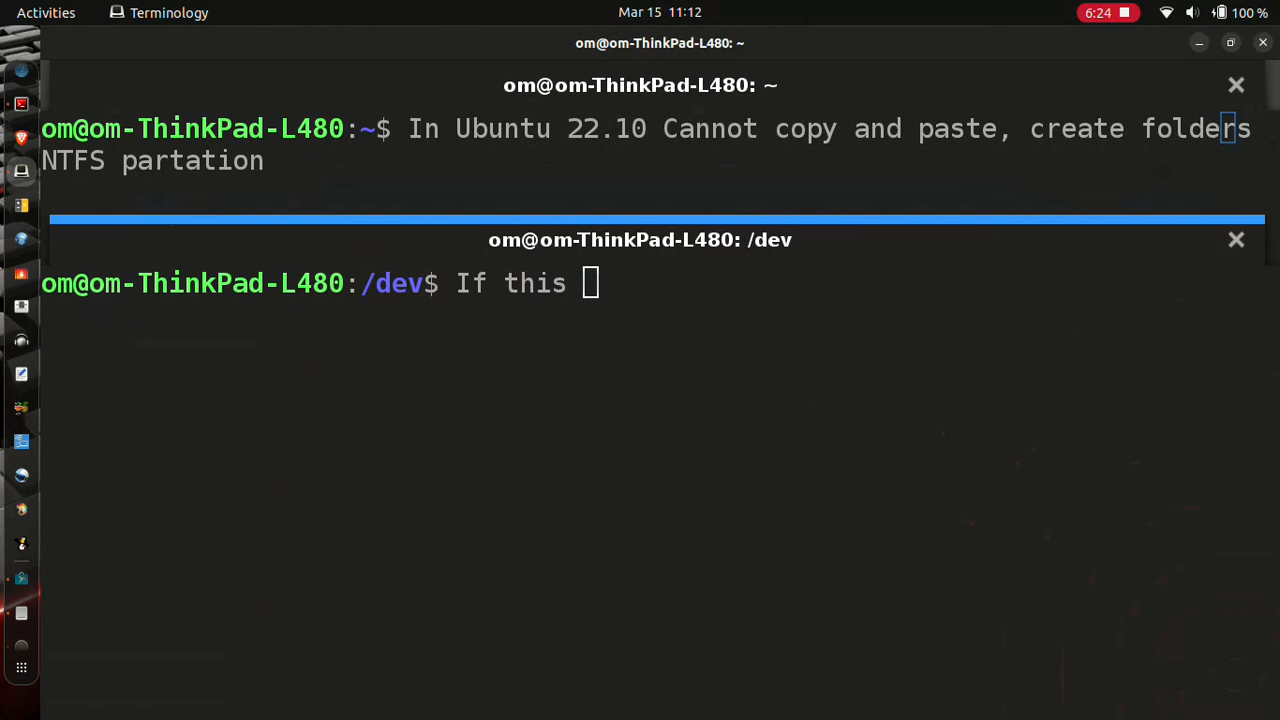 Activities Terminology Mar 15 11:12 6:24 100 %
om@om-ThinkPad-L480: ~
om@om-ThinkPad-L480: ~
om@om-ThinkPad-L480:~$ In Ubuntu 22.10 Cannot copy and paste, create folders
NTFS partation
om@om-ThinkPad-L480: /dev
om@om-ThinkPad-L480:/dev$ If this